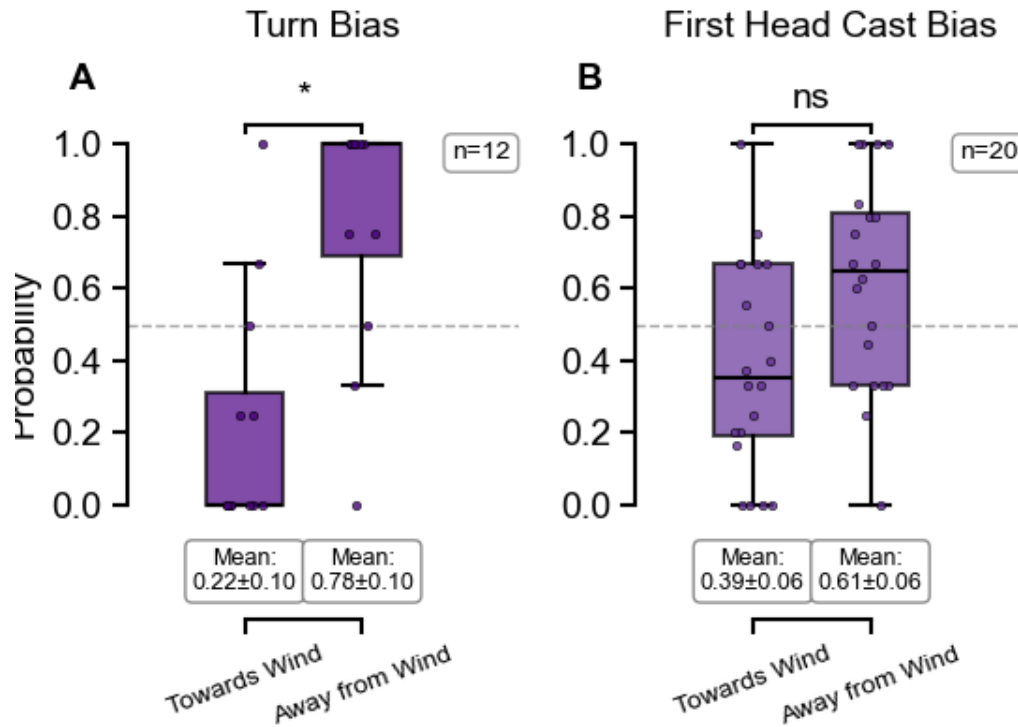 Turn Bias
First Head Cast Bias
A
*
B
ns
n=12
n=20
Probability
1.0
0.8
0.6
0.4
0.2
0.0
1.0
0.8
0.6
0.4
0.2
0.0
Mean:
0.22±0.10
Mean:
0.78±0.10
Mean:
0.39±0.06
Mean:
0.61±0.06
Towards Wind
Away from Wind
Towards Wind
Away from Wind